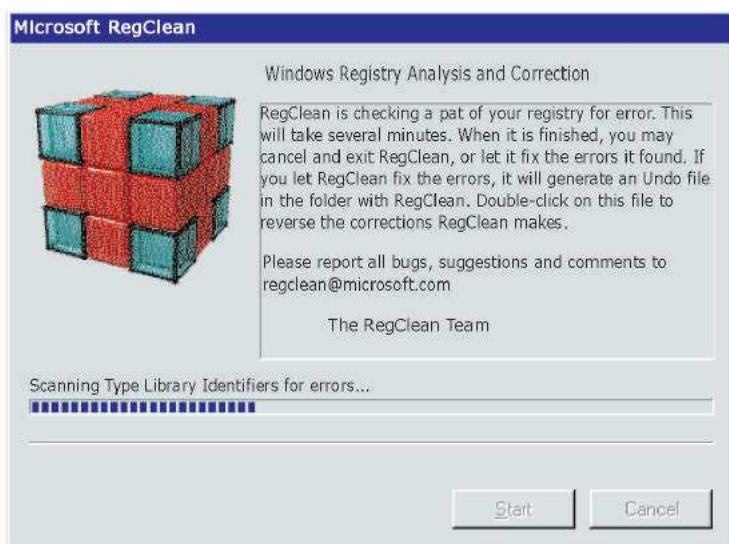 Microsoft RegClean
Windows Registry Analysis and Correction
RegClean is checking a pat of your registry for error. This
will take several minutes. When it is finished, you may
cancel and exit RegClean, or let it fix the errors it found. If
you let RegClean fix the errors, it will generate an Undo file
in the folder with RegClean. Double-click on this file to
reverse the corrections RegClean makes.
Please report all bugs, suggestions and comments to
regclean@microsoft.com
The RegClean Team
Scanning Type Library Identifiers for errors...
Start
Cancel